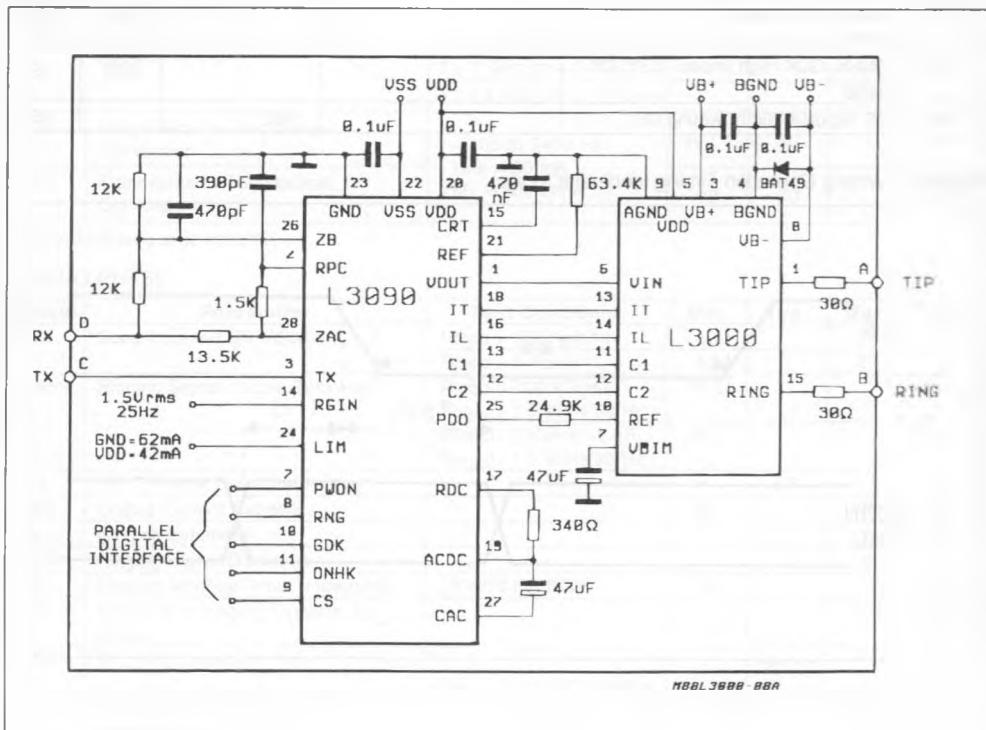 VSS VDD
VB+ BGND VB-
0.1uF 0.1uF
0.1uF 0.1uF
12K
390pF
470pF
23 22 20
470 nF
63.4K
9 5 3 4
BAT49
GND VSS VDD
15
CRT
AGND VB+ BGND
VDD
8
VB-
26
ZB
21
REF
2
RPC
1
VOUT
6
VIN
TIP
1
A
TIP
30Ω
L3090
18
IT
13
IT
12K
1.5K
16
IL
14
IL
L3000
D
RX
28
ZAC
13
C1
11
C1
13.5K
C
TX
3
TX
12
C2
12
C2
RING
15
B
RING
30Ω
1.5Vrms
25Hz
14
RGIN
25
PDO
24.9K
10
REF
7
GND=62mA
VDD=42mA
24
LIM
47uF
7
PWON
17
RDC
8
RNG
340Ω
PARALLEL
DIGITAL
INTERFACE
10
GDK
19
ACDC
11
ONHK
47uF
9
CS
27
CAC
M88L3000-08A